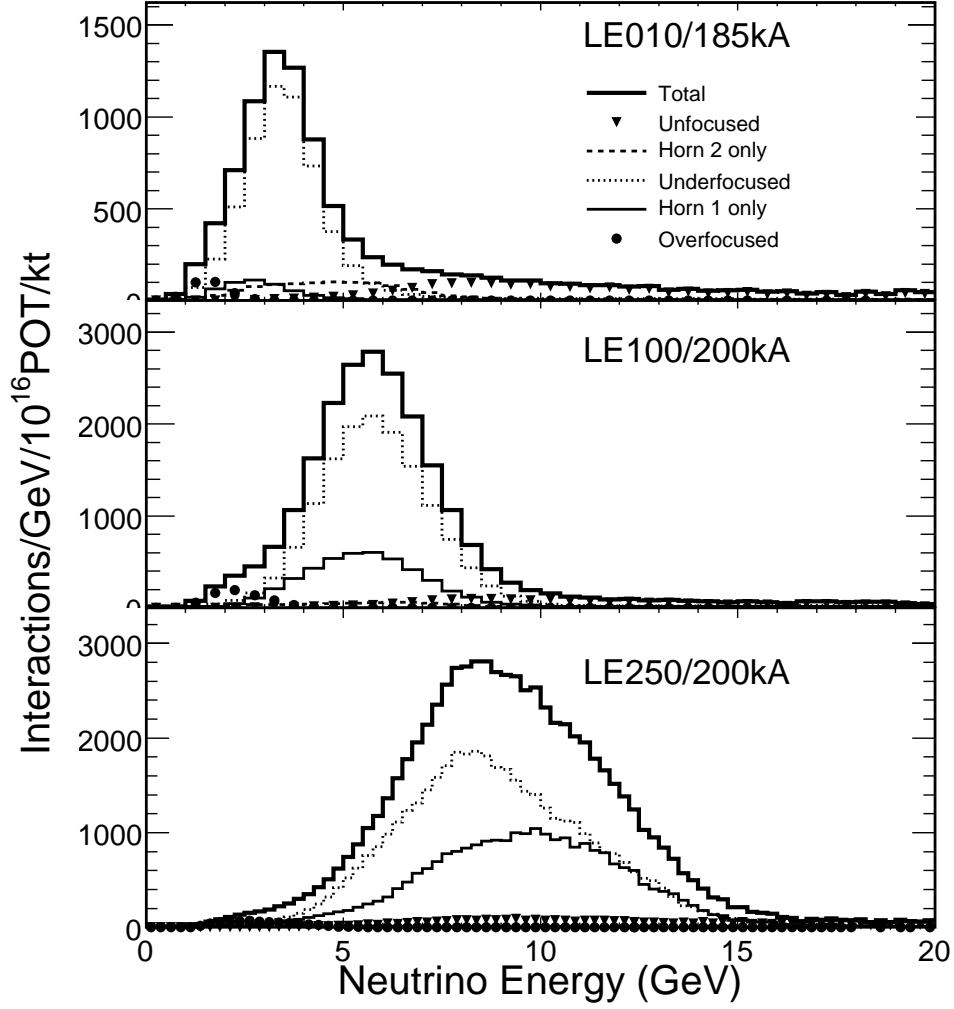 LE010/185kA
1500
1000
500
0
Total
Unfocused
Horn 2 only
Underfocused
Horn 1 only
Overfocused
LE100/200kA
3000
2000
1000
0
LE250/200kA
3000
2000
1000
0
0 5 10 15 20
Neutrino Energy (GeV)
Interactions/GeV/10¹⁶POT/kt